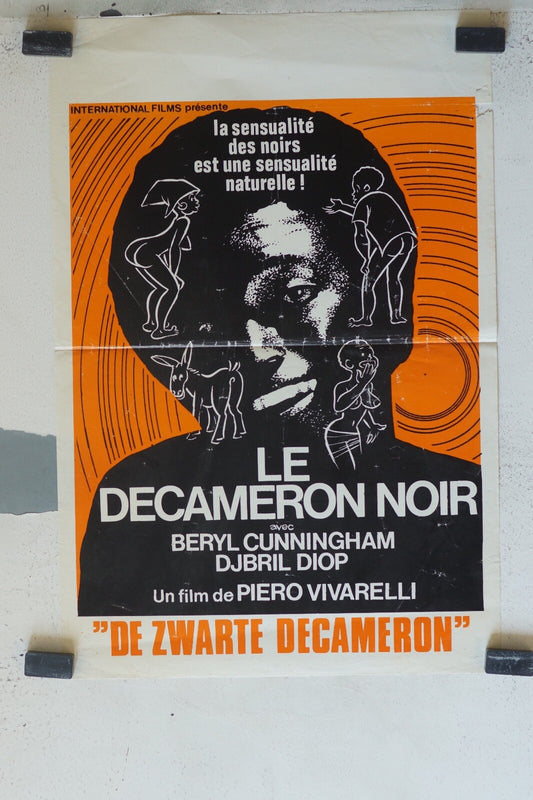 INTERNATIONAL FILMS présente
la sensualité
des noirs
est une sensualité
naturelle !
LE
DECAMERON NOIR
avec
BERYL CUNNINGHAM
DJBRIL DIOP
Un film de PIERO VIVARELLI
"DE ZWARTE DECAMERON"